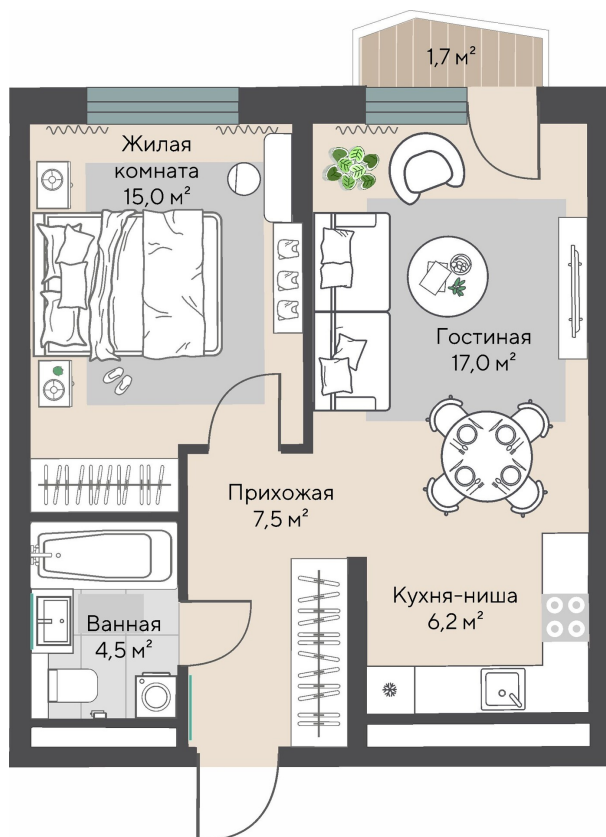 1,7 м²
Жилая
комната
15,0 м²
Гостиная
17,0 м²
Прихожая
7,5 м²
Кухня-ниша
6,2 м²
Ванная
4,5 м²